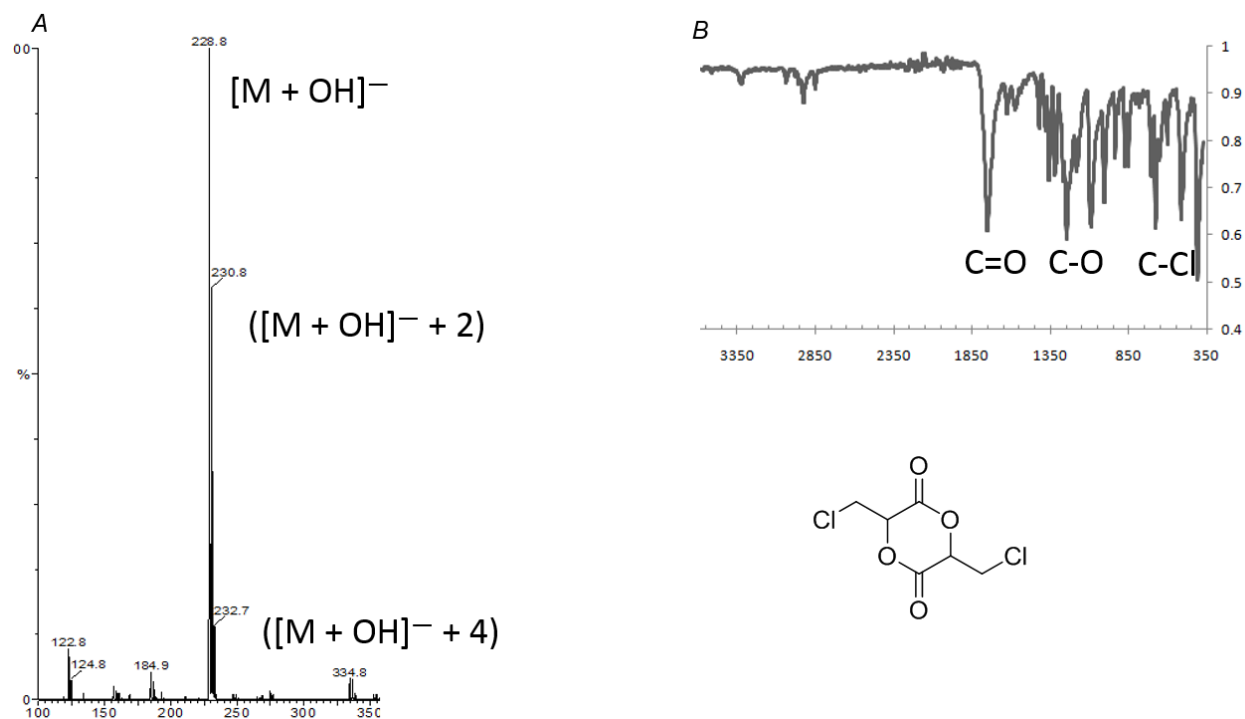 A
00
228.8
[M + OH]—
230.8
([M + OH]— + 2)
%
([M + OH]— + 4)
232.7
122.8
124.8
184.9
334.8
0
100 150 200 250 300 350
B
1
0.9
0.8
0.7
0.6
0.5
0.4
C=O C-O C-Cl
3350 2850 2350 1850 1350 850 350
O
Cl
O
O
Cl
O